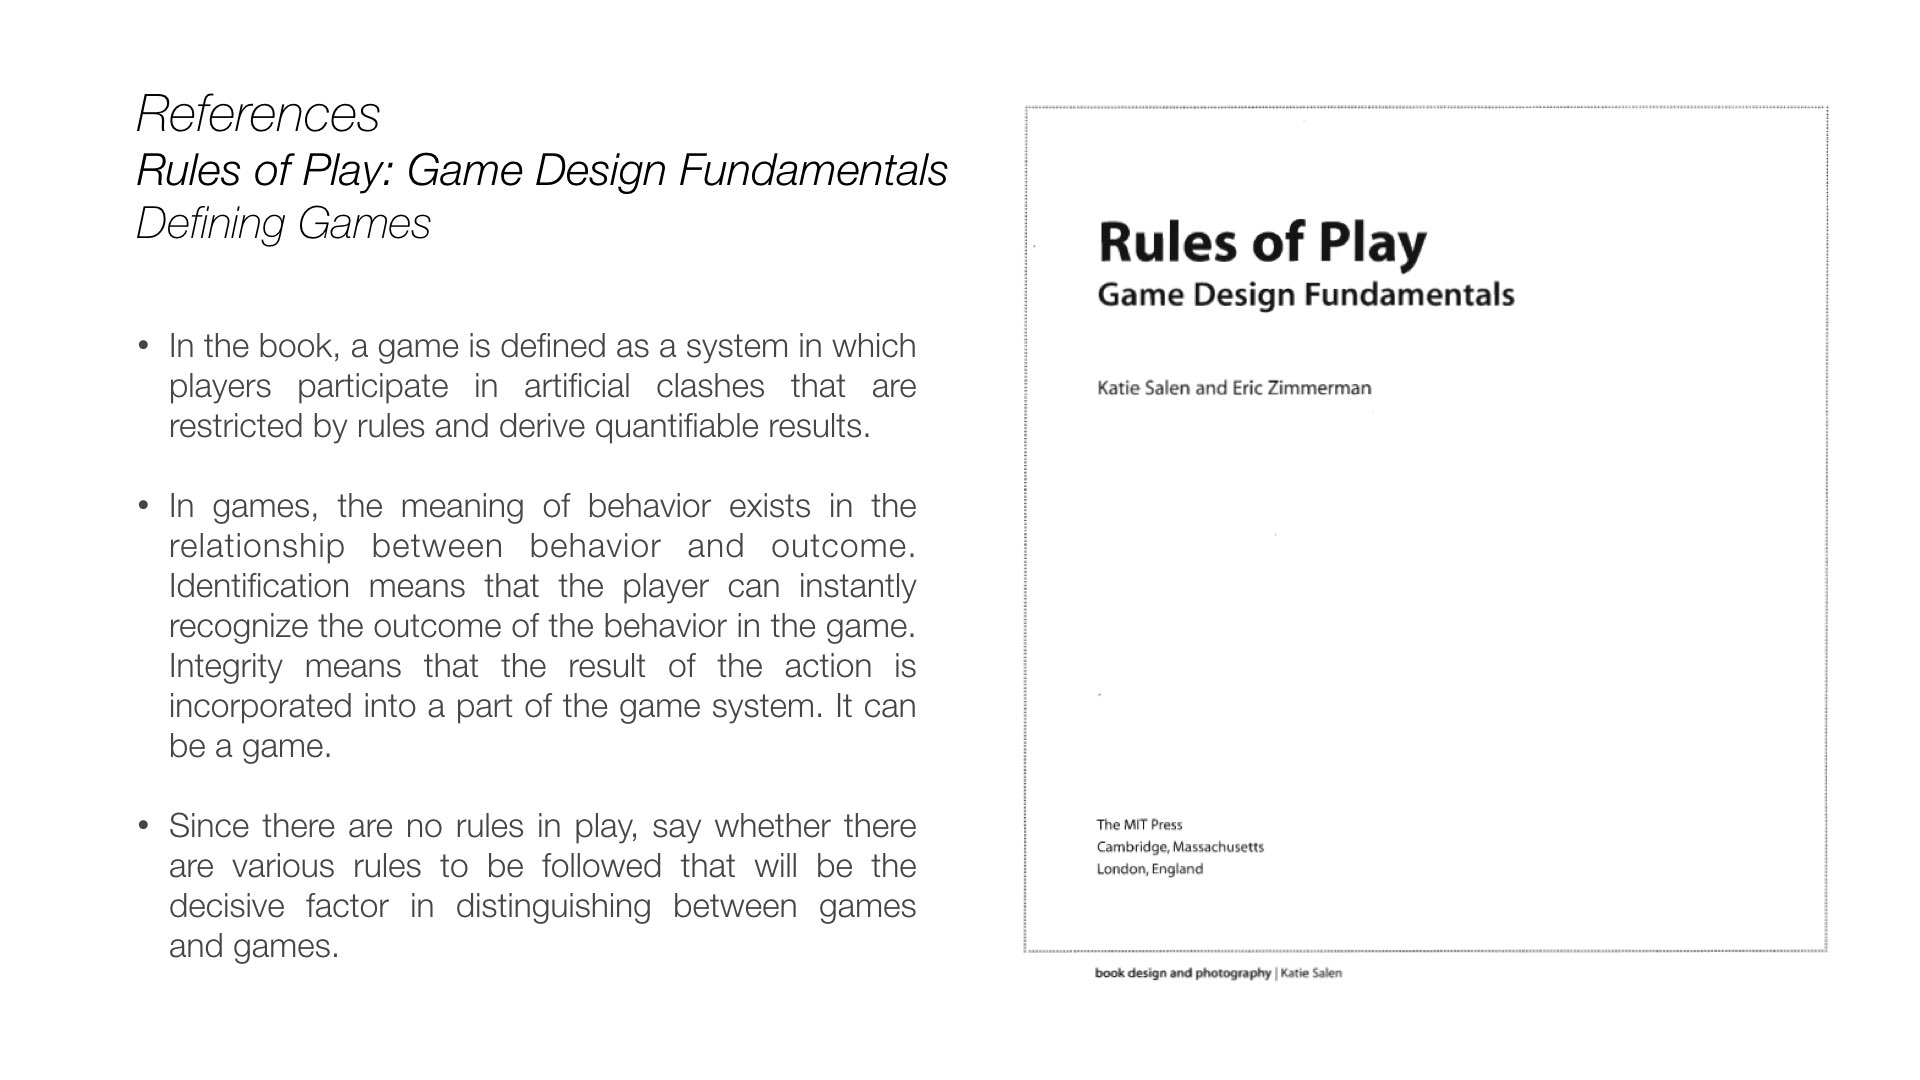 References
Rules of Play: Game Design Fundamentals
Defining Games
• In the book, a game is defined as a system in which
players participate in artificial clashes that are
restricted by rules and derive quantifiable results.
• In games, the meaning of behavior exists in the
relationship between behavior and outcome.
Identification means that the player can instantly
recognize the outcome of the behavior in the game.
Integrity means that the result of the action is
incorporated into a part of the game system. It can
be a game.
• Since there are no rules in play, say whether there
are various rules to be followed that will be the
decisive factor in distinguishing between games
and games.
Rules of Play
Game Design Fundamentals
Katie Salen and Eric Zimmerman
The MIT Press
Cambridge, Massachusetts
London, England
book design and photography | Katie Salen